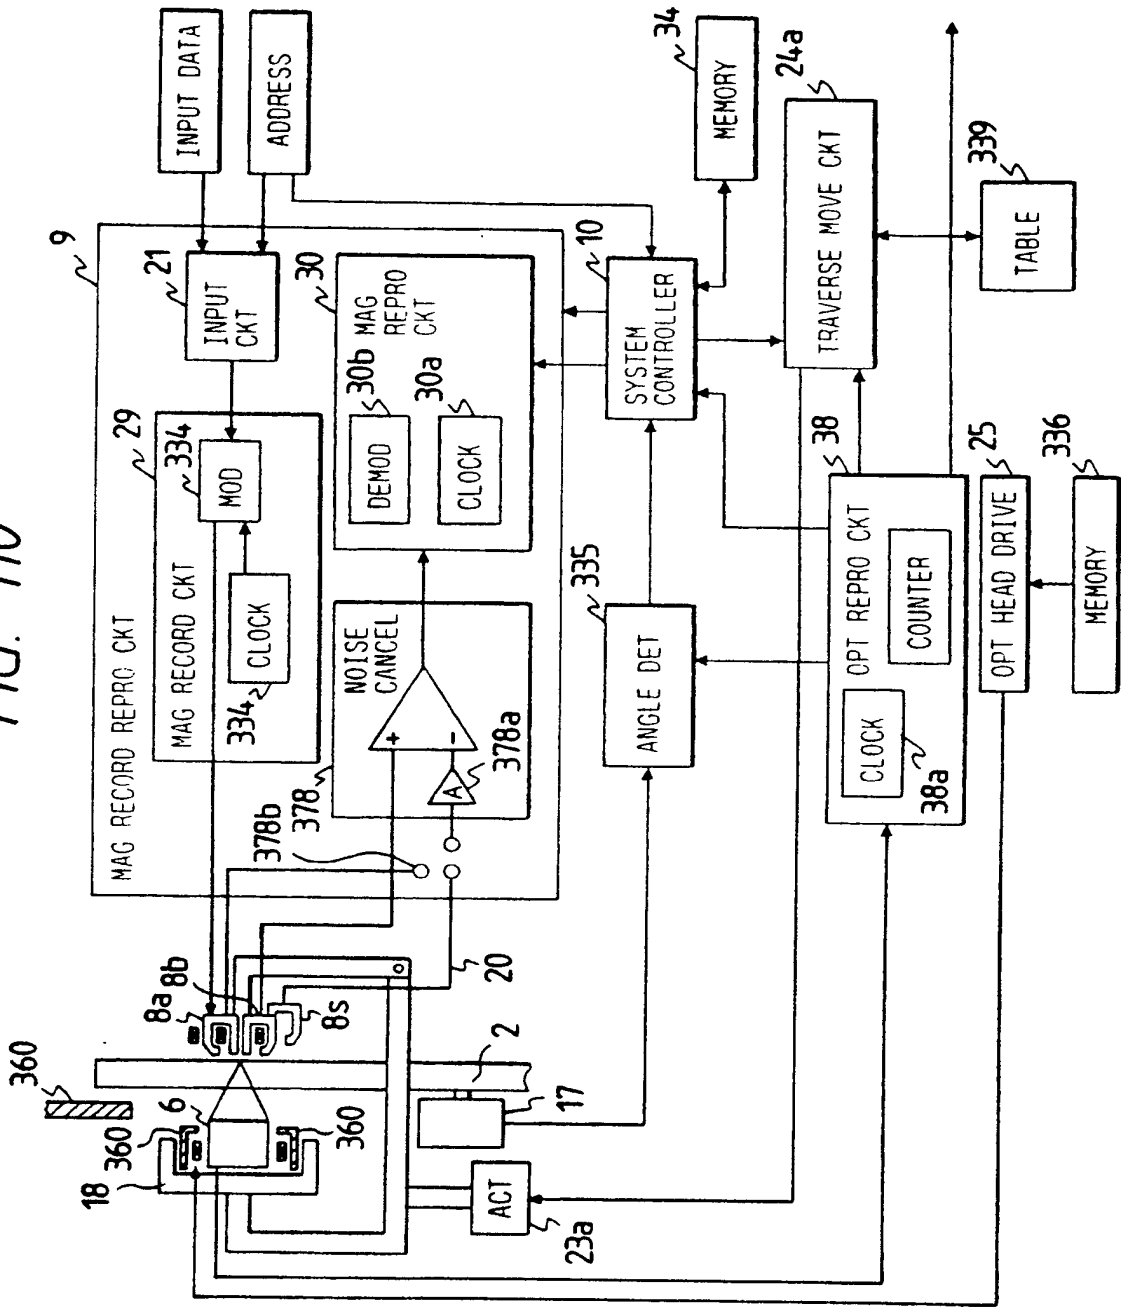 FIG. 110
INPUT DATA
ADDRESS
9
MAG RECORD REPRO CKT
21
INPUT
CKT
29
MAG RECORD CKT
334
MOD
CLOCK
334
30
MAG
REPRO
CKT
30b
DEMOD
30a
CLOCK
NOISE
CANCEL
+
-
A
378a
378
378b
10
SYSTEM
CONTROLLER
34
MEMORY
24a
TRAVERSE MOVE CKT
339
TABLE
335
ANGLE DET
38
OPT REPRO CKT
COUNTER
CLOCK
38a
25
OPT HEAD DRIVE
336
MEMORY
360
8a
8b
8s
20
2
6
360
360
18
17
ACT
23a